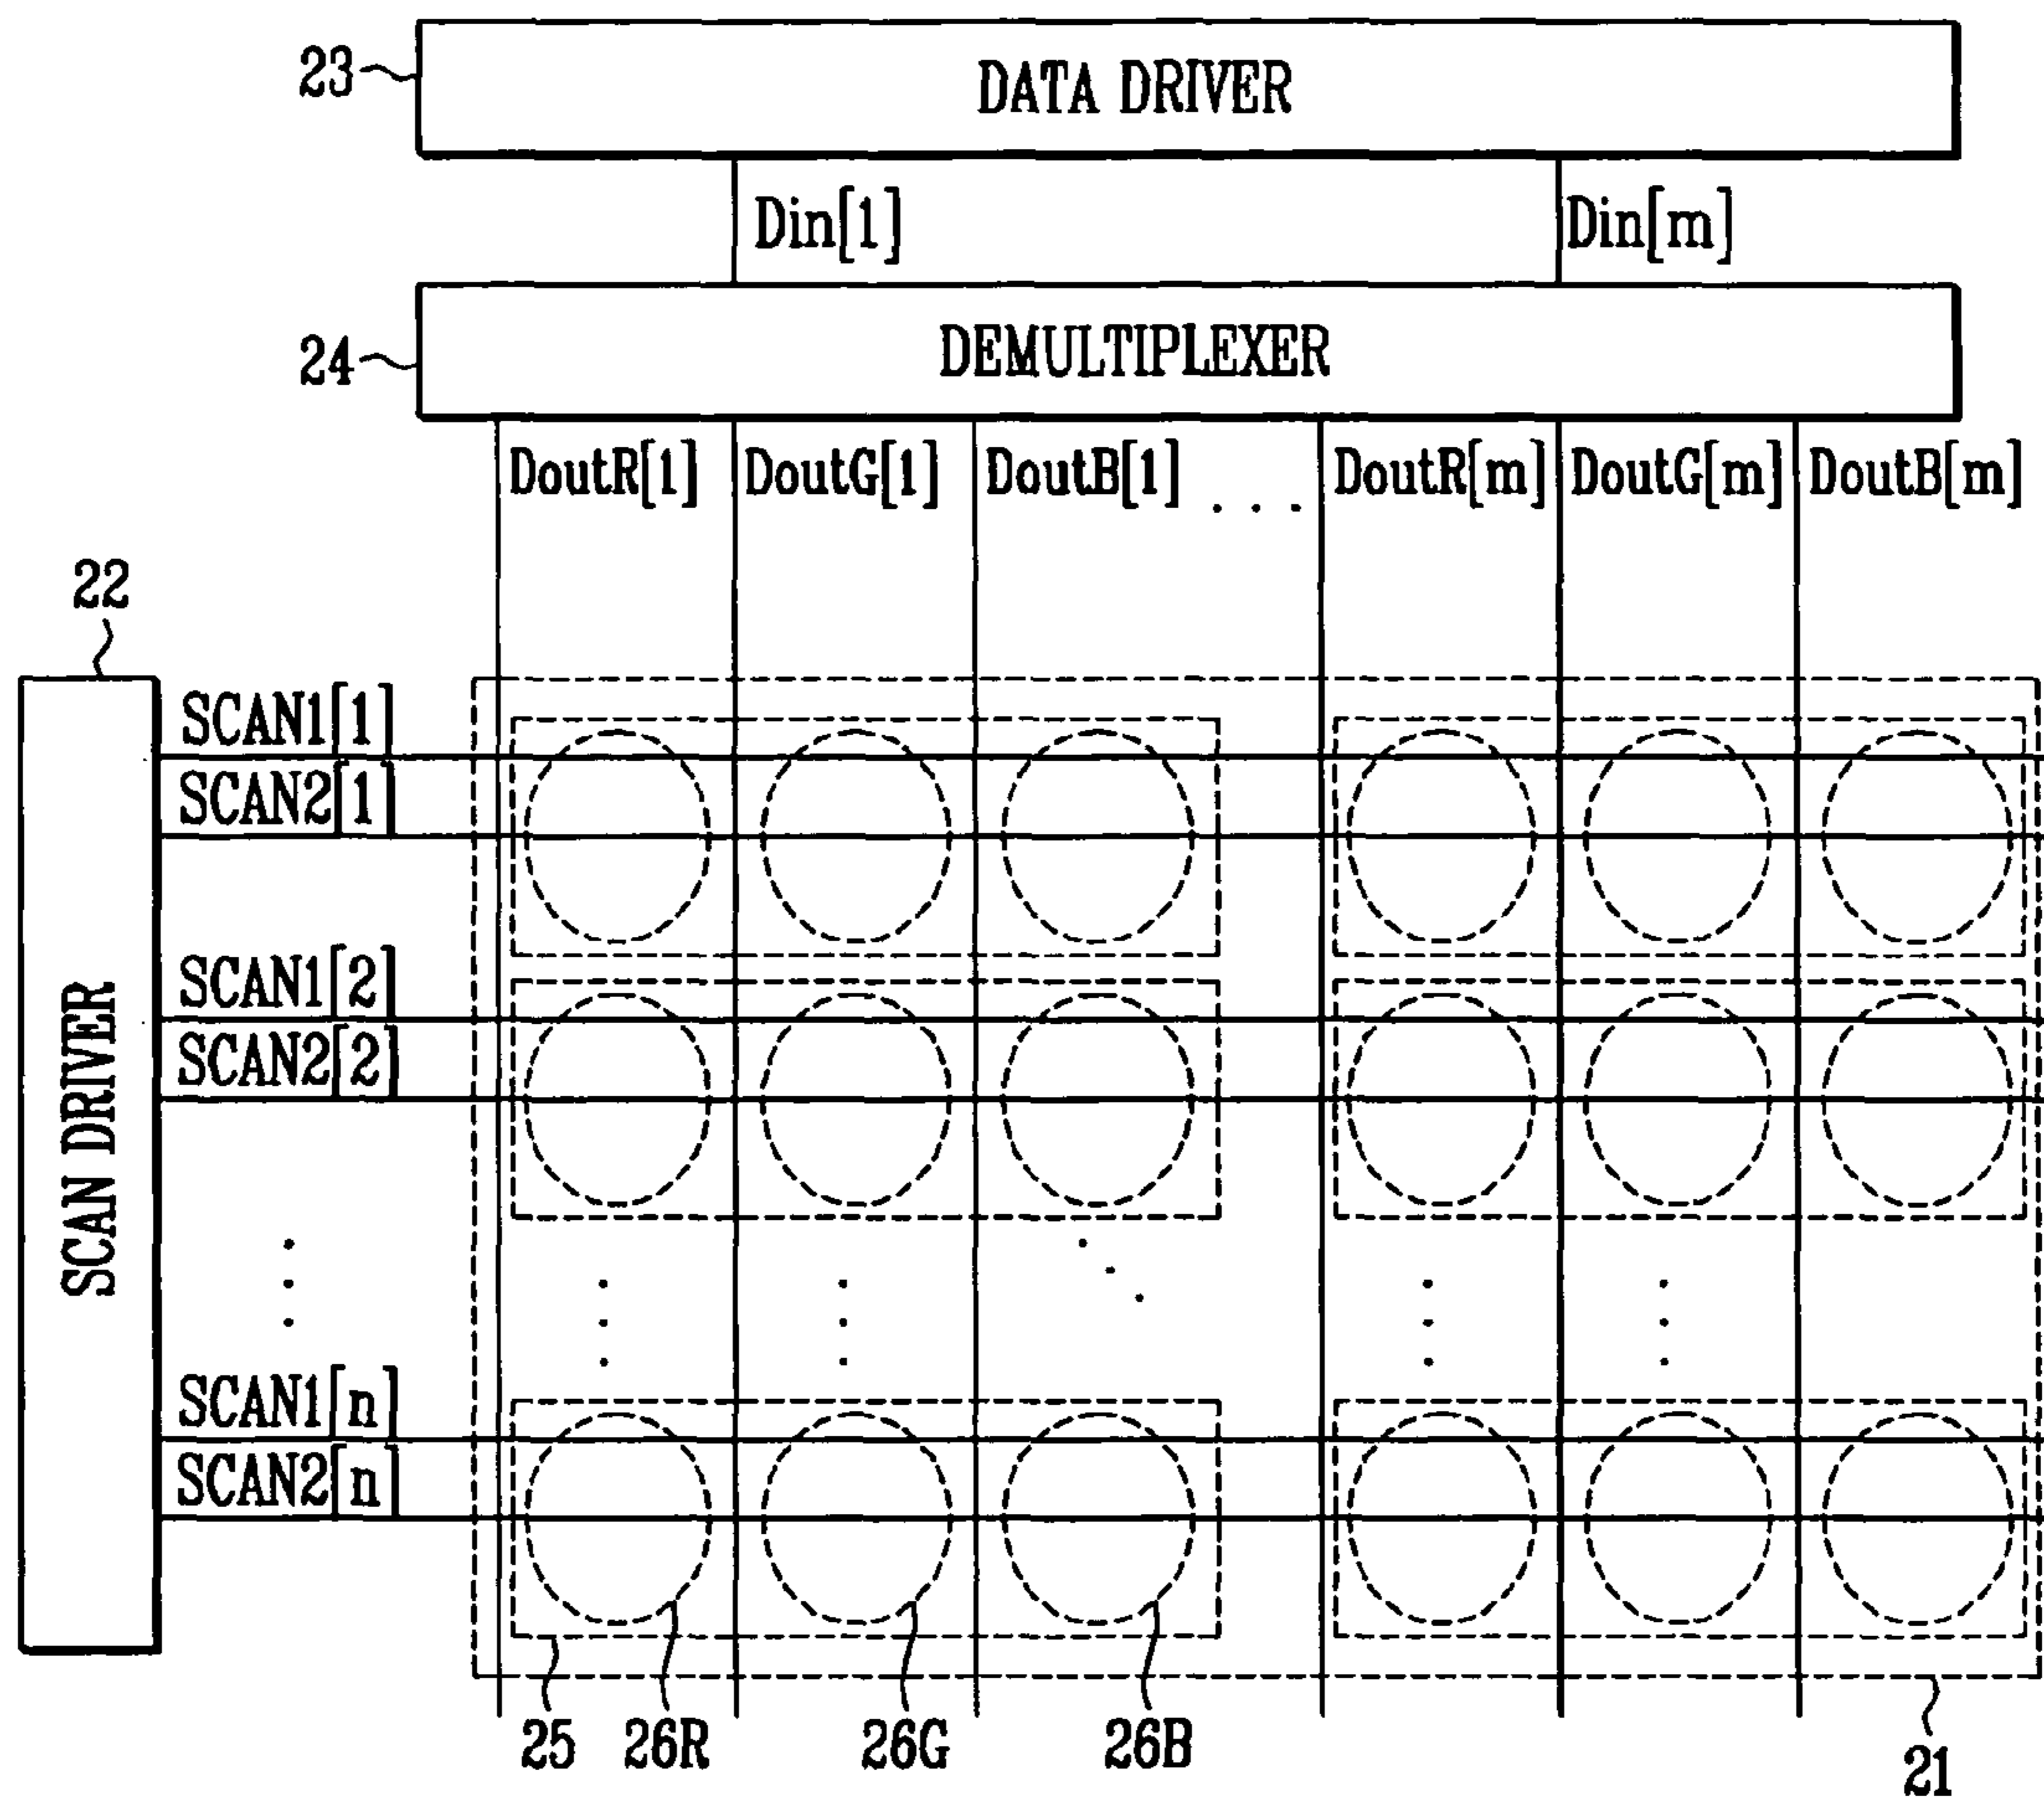 23
DATA DRIVER
Din[1]
Din[m]
24
DEMULTIPLEXER
DoutR[1]
DoutG[1]
DoutB[1]
. . .
DoutR[m]
DoutG[m]
DoutB[m]
22
SCAN DRIVER
SCAN1[1]
SCAN2[1]
SCAN1[2]
SCAN2[2]
SCAN1[n]
SCAN2[n]
25
26R
26G
26B
21